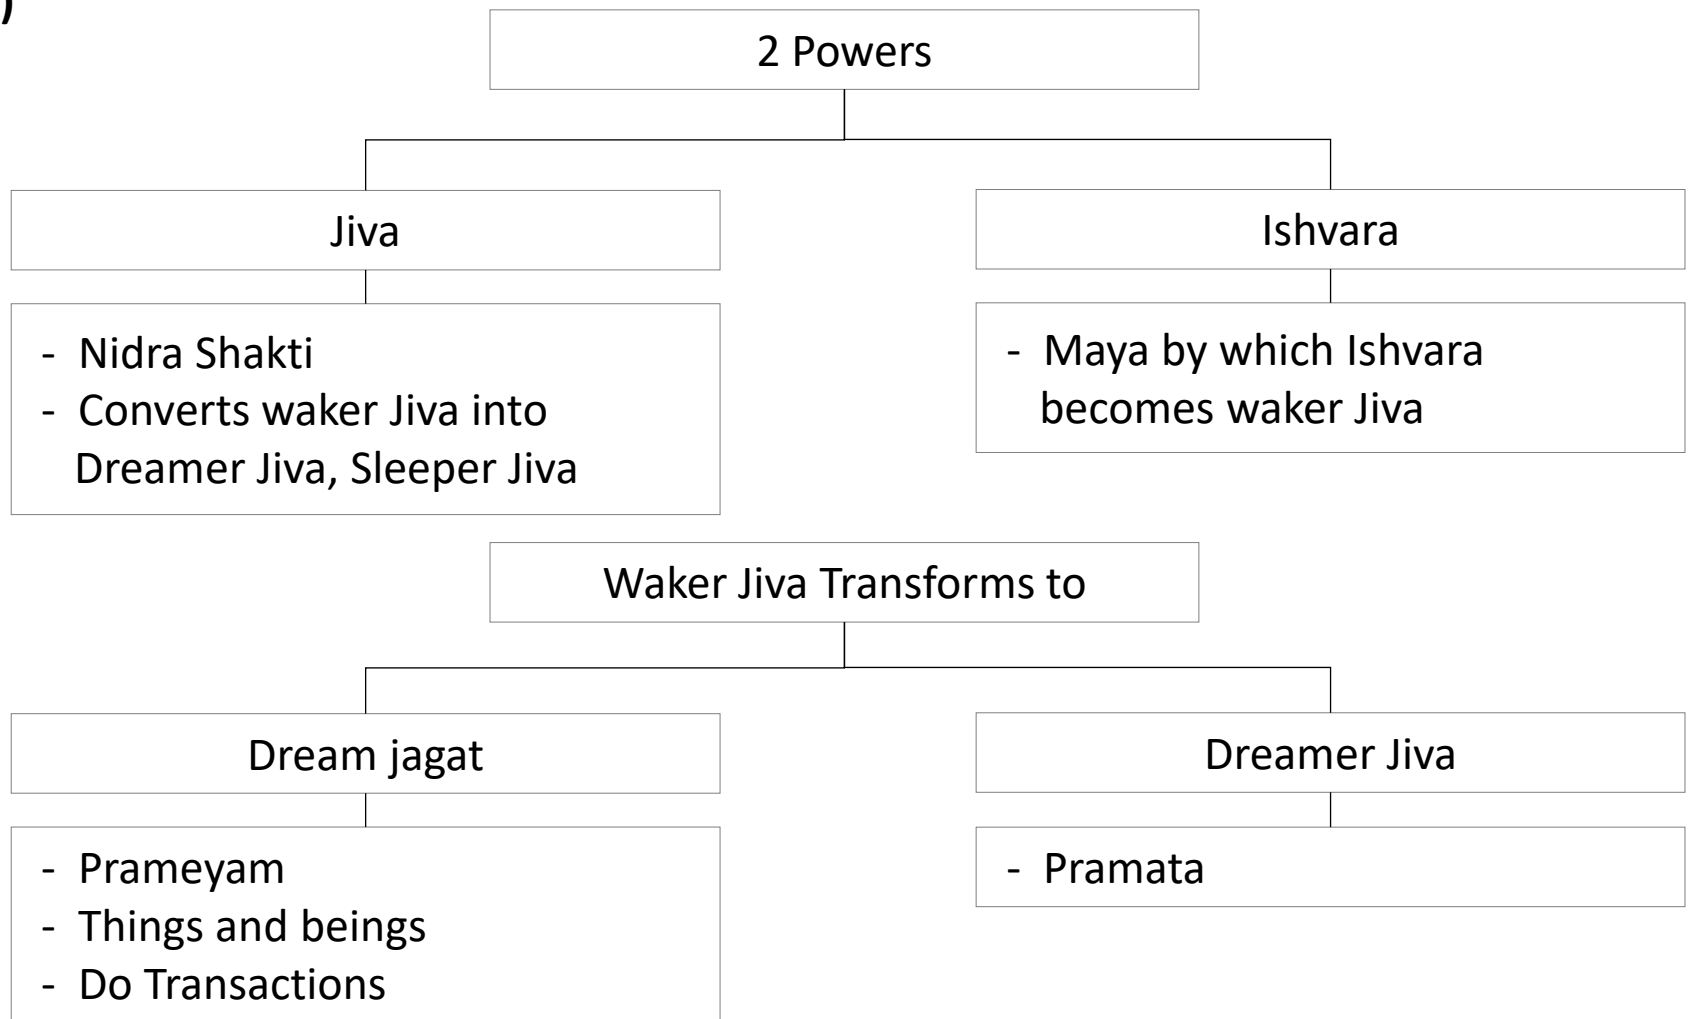 )
2 Powers
Jiva
Ishvara
- Nidra Shakti
- Converts waker Jiva into
Dreamer Jiva, Sleeper Jiva
- Maya by which Ishvara
becomes waker Jiva
Waker Jiva Transforms to
Dream jagat
Dreamer Jiva
- Prameyam
- Things and beings
- Do Transactions
- Pramata